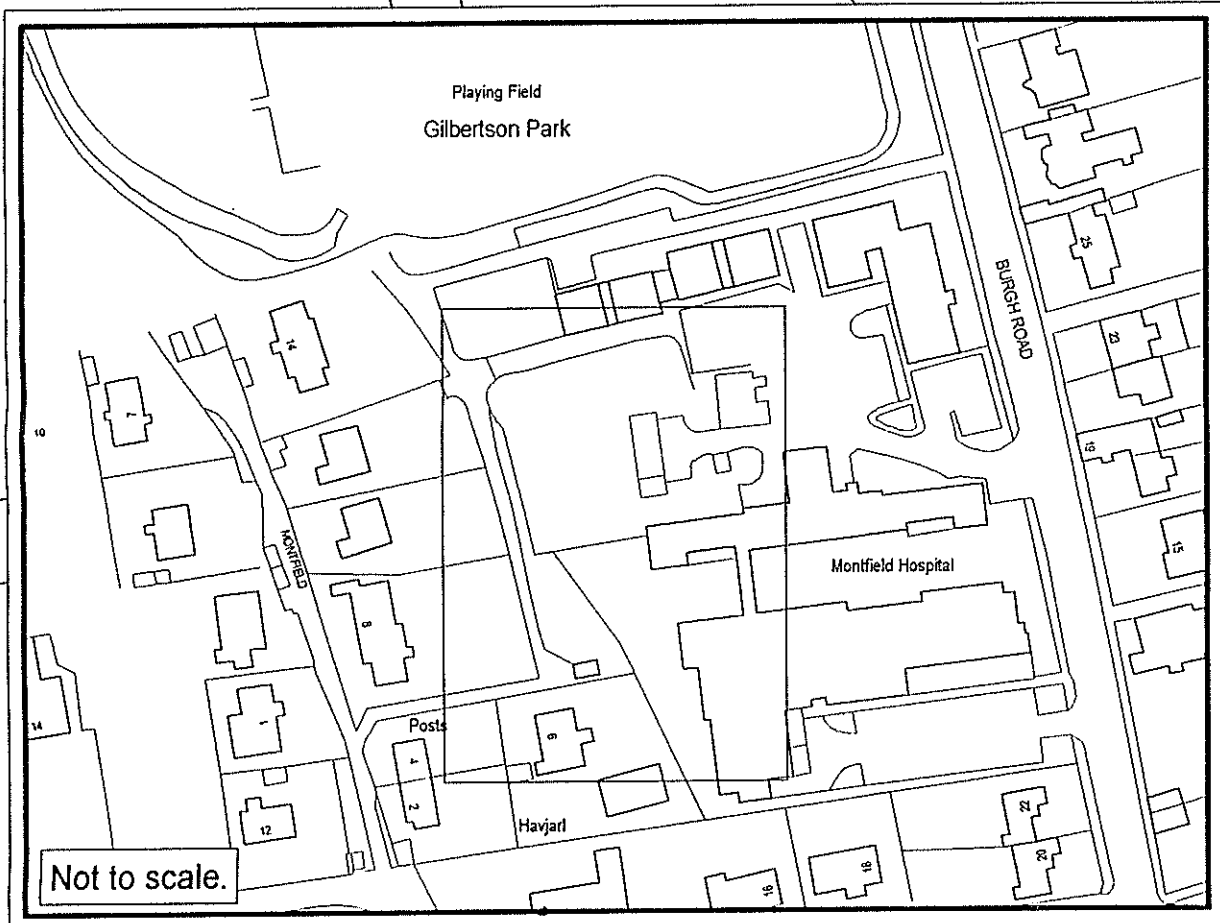 Playing Field
Gilbertson Park
25
BURGH ROAD
14
23
7
10
19
MONTFIELD
15
Montfield Hospital
8
14
1
Posts
6
4
2
12
Havjarl
22
20
18
16
Not to scale.